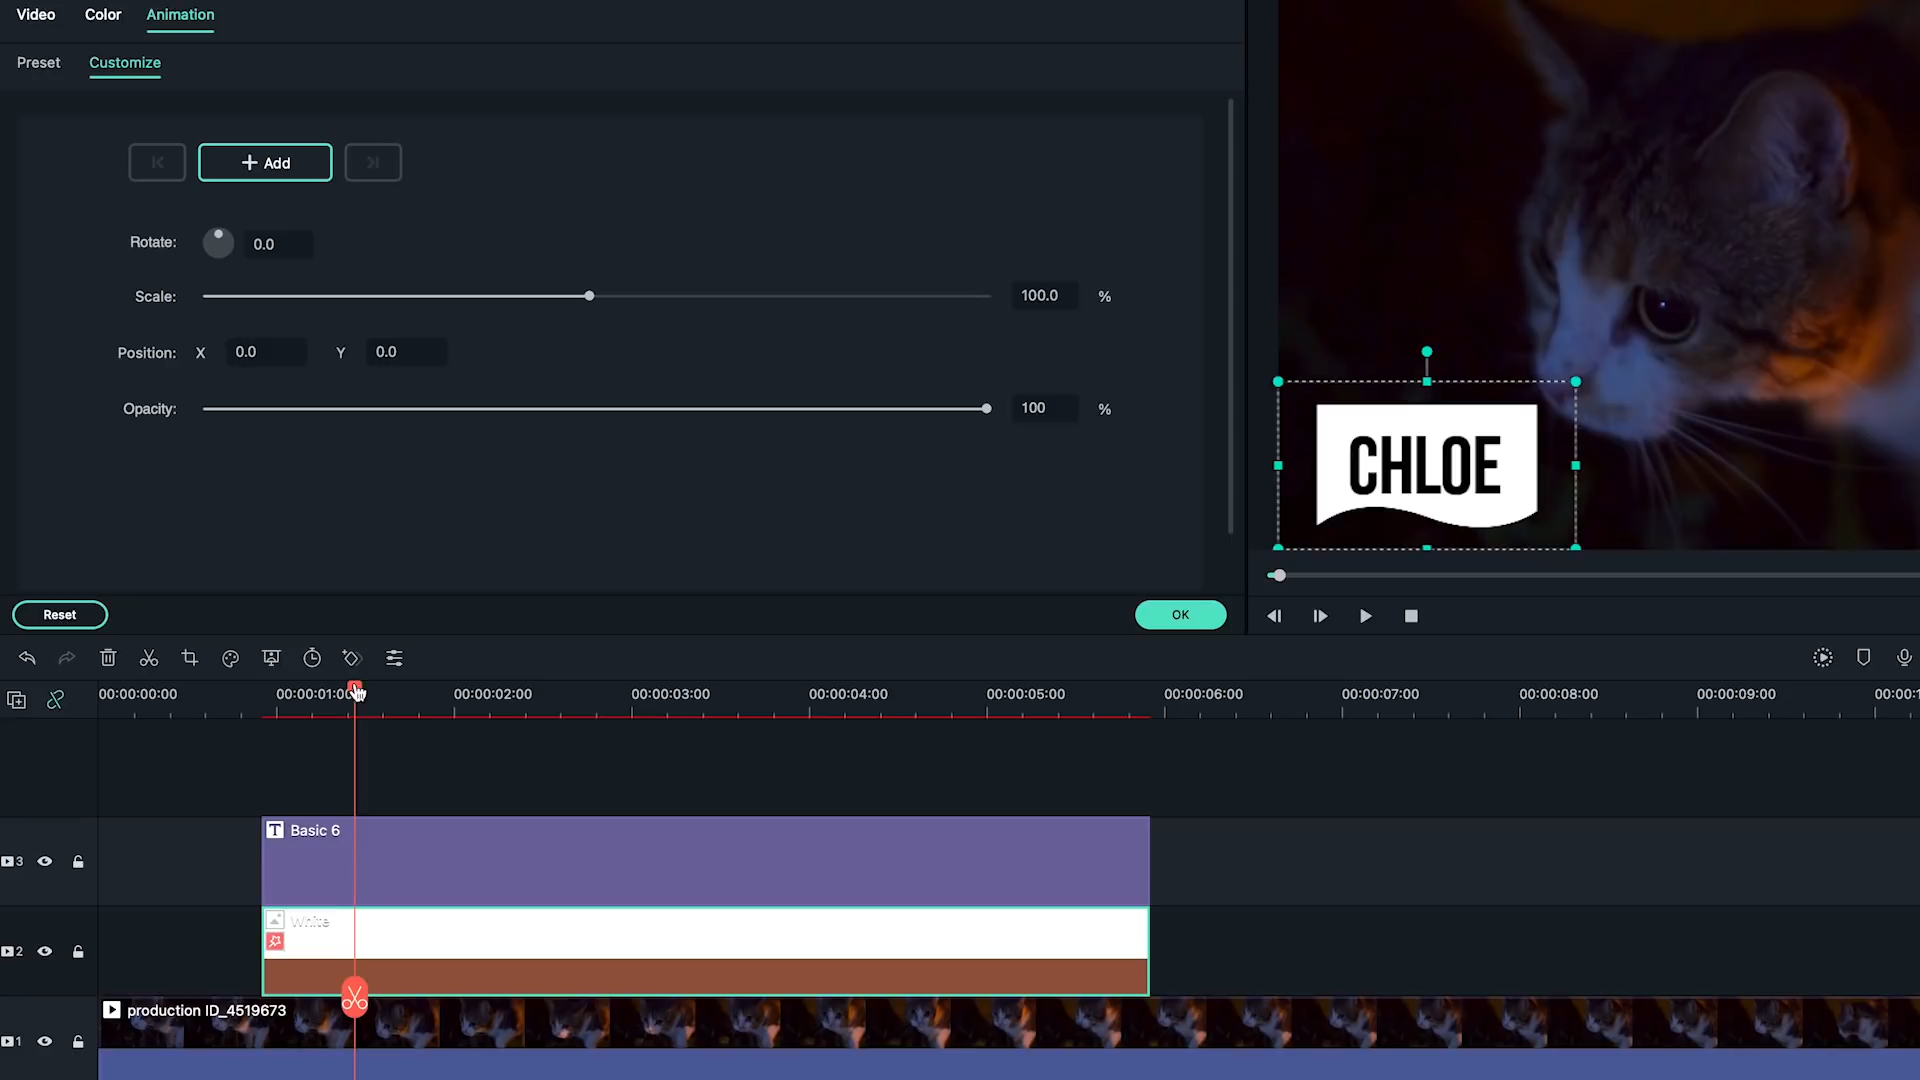 Video Color Animation
Preset Customize
+ Add
Rotate: 0.0
Scale: 100.0 %
Position: X 0.0 Y 0.0
Opacity: 100 %
CHLOE
Reset OK
00:00:00:00 00:00:01:0 00:00:02:00 00:00:03:00 00:00:04:00 00:00:05:00 00:00:06:00 00:00:07:00 00:00:08:00 00:00:09:00 00:00:1
T Basic 6
3
White
2
production ID_4519673
1